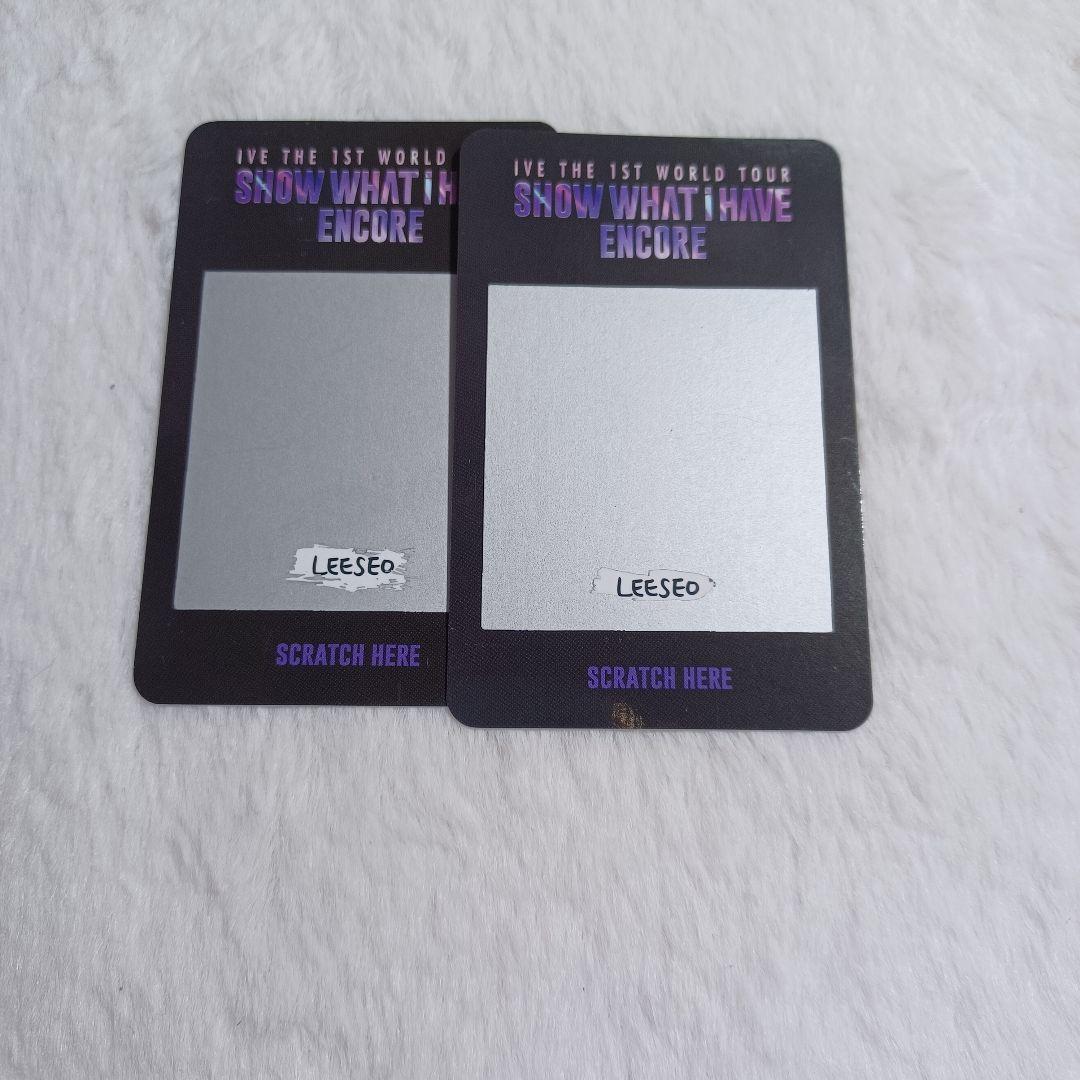 IVE THE 1ST WORLD
SHOW WHAT i H
ENCORE
LEESEO
SCRATCH HERE
IVE THE 1ST WORLD TOUR
SHOW WHAT i HAVE
ENCORE
LEESEO
SCRATCH HERE